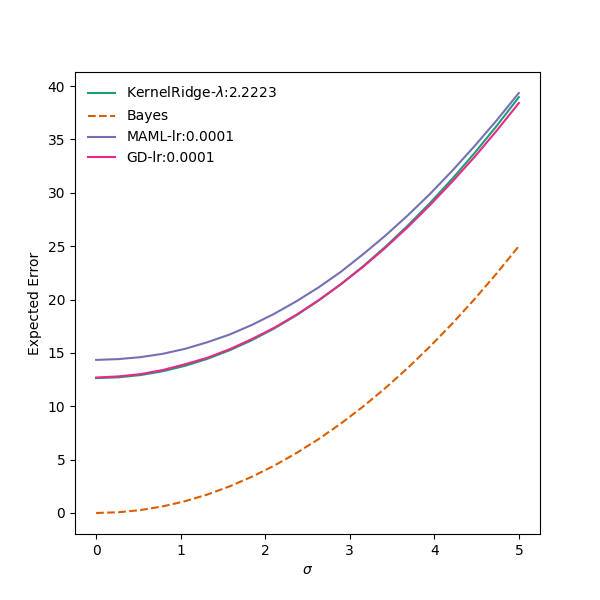 KernelRidge-λ:2.2223
Bayes
MAML-lr:0.0001
GD-lr:0.0001
Expected Error
40
35
30
25
20
15
10
5
0
0 1 2 3 4 5
σ